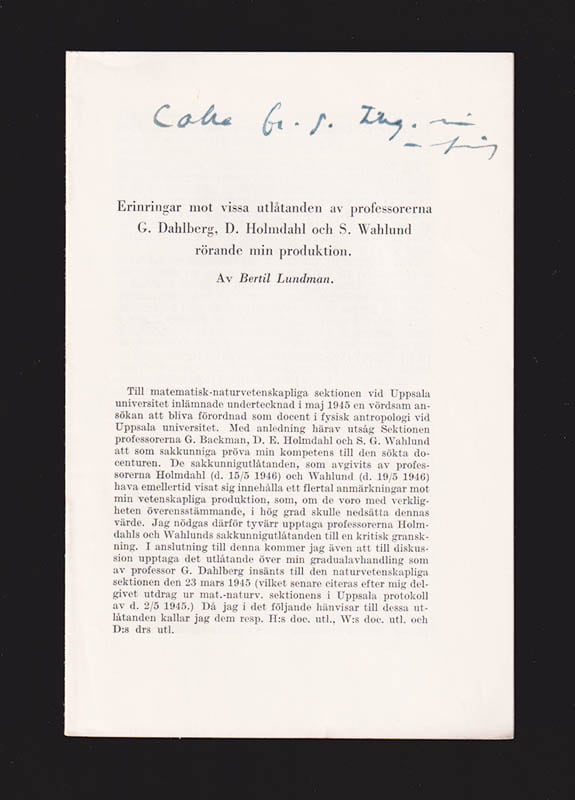 Erinringar mot vissa utlåtanden av professorerna
G. Dahlberg, D. Holmdahl och S. Wahlund
rörande min produktion.
Av Bertil Lundman.
Till matematisk-naturvetenskapliga sektionen vid Uppsala
universitet inlämnade undertecknad i maj 1945 en vördsam an-
sökan att bliva förordnad som docent i fysisk antropologi vid
Uppsala universitet. Med anledning härav utsåg Sektionen
professorerna G. Backman, D. E. Holmdahl och S. G. Wahlund
att som sakkunniga pröva min kompetens till den sökta do-
centuren. De sakkunnigutlåtanden, som avgivits av profes-
sorerna Holmdahl (d. 15/5 1946) och Wahlund (d. 19/5 1946)
hava emellertid visat sig innehålla ett flertal anmärkningar mot
min vetenskapliga produktion, som, om de voro med verklig-
heten överensstämmande, i hög grad skulle nedsätta dennas
värde. Jag nödgas därför tyvärr upptaga professorerna Holm-
dahls och Wahlunds sakkunnigutlåtanden till en kritisk gransk-
ning. I anslutning till denna kommer jag även att till diskus-
sion upptaga det utlåtande över min gradualavhandling som
av professor G. Dahlberg insänts till den naturvetenskapliga
sektionen den 23 mars 1945 (vilket senare citeras efter mig del-
givet utdrag ur mat.-naturv. sektionens i Uppsala protokoll
av d. 2/5 1945.) Då jag i det följande hänvisar till dessa ut-
låtanden kallar jag dem resp. H:s doc. utl., W:s doc. utl. och
D:s drs utl.